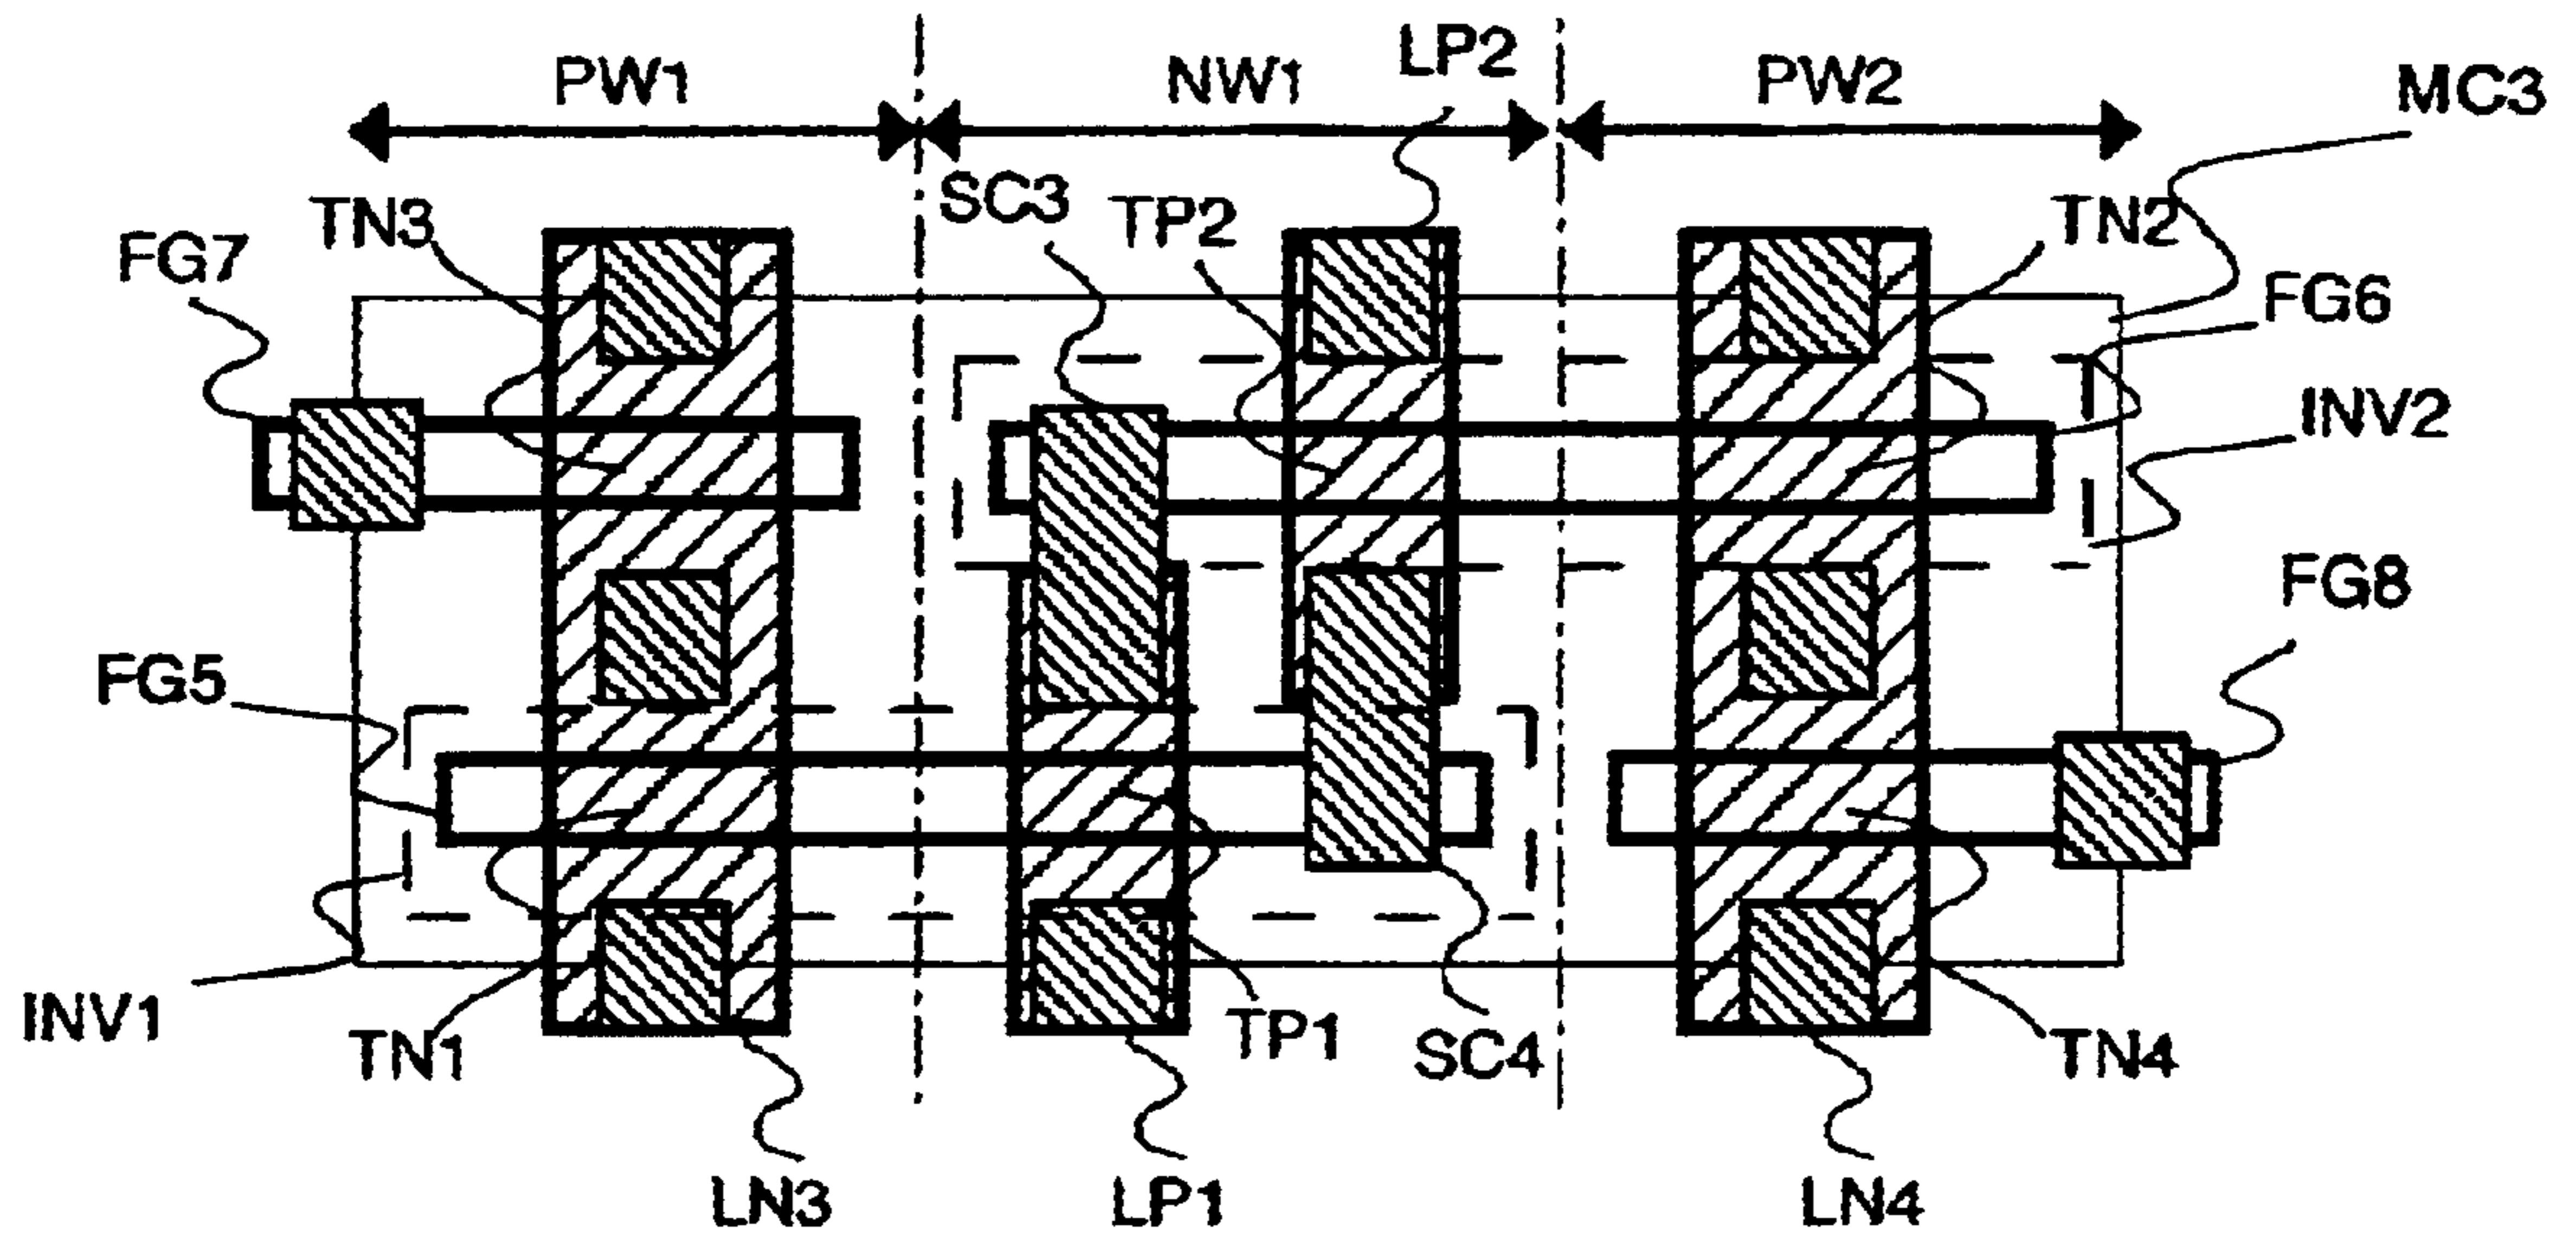 LP2
PW1
NW1
PW2
MC3
SC3
TP2
TN3
TN2
FG7
FG6
INV2
FG8
FG5
INV1
TN1
TP1
SC4
TN4
LN3
LP1
LN4